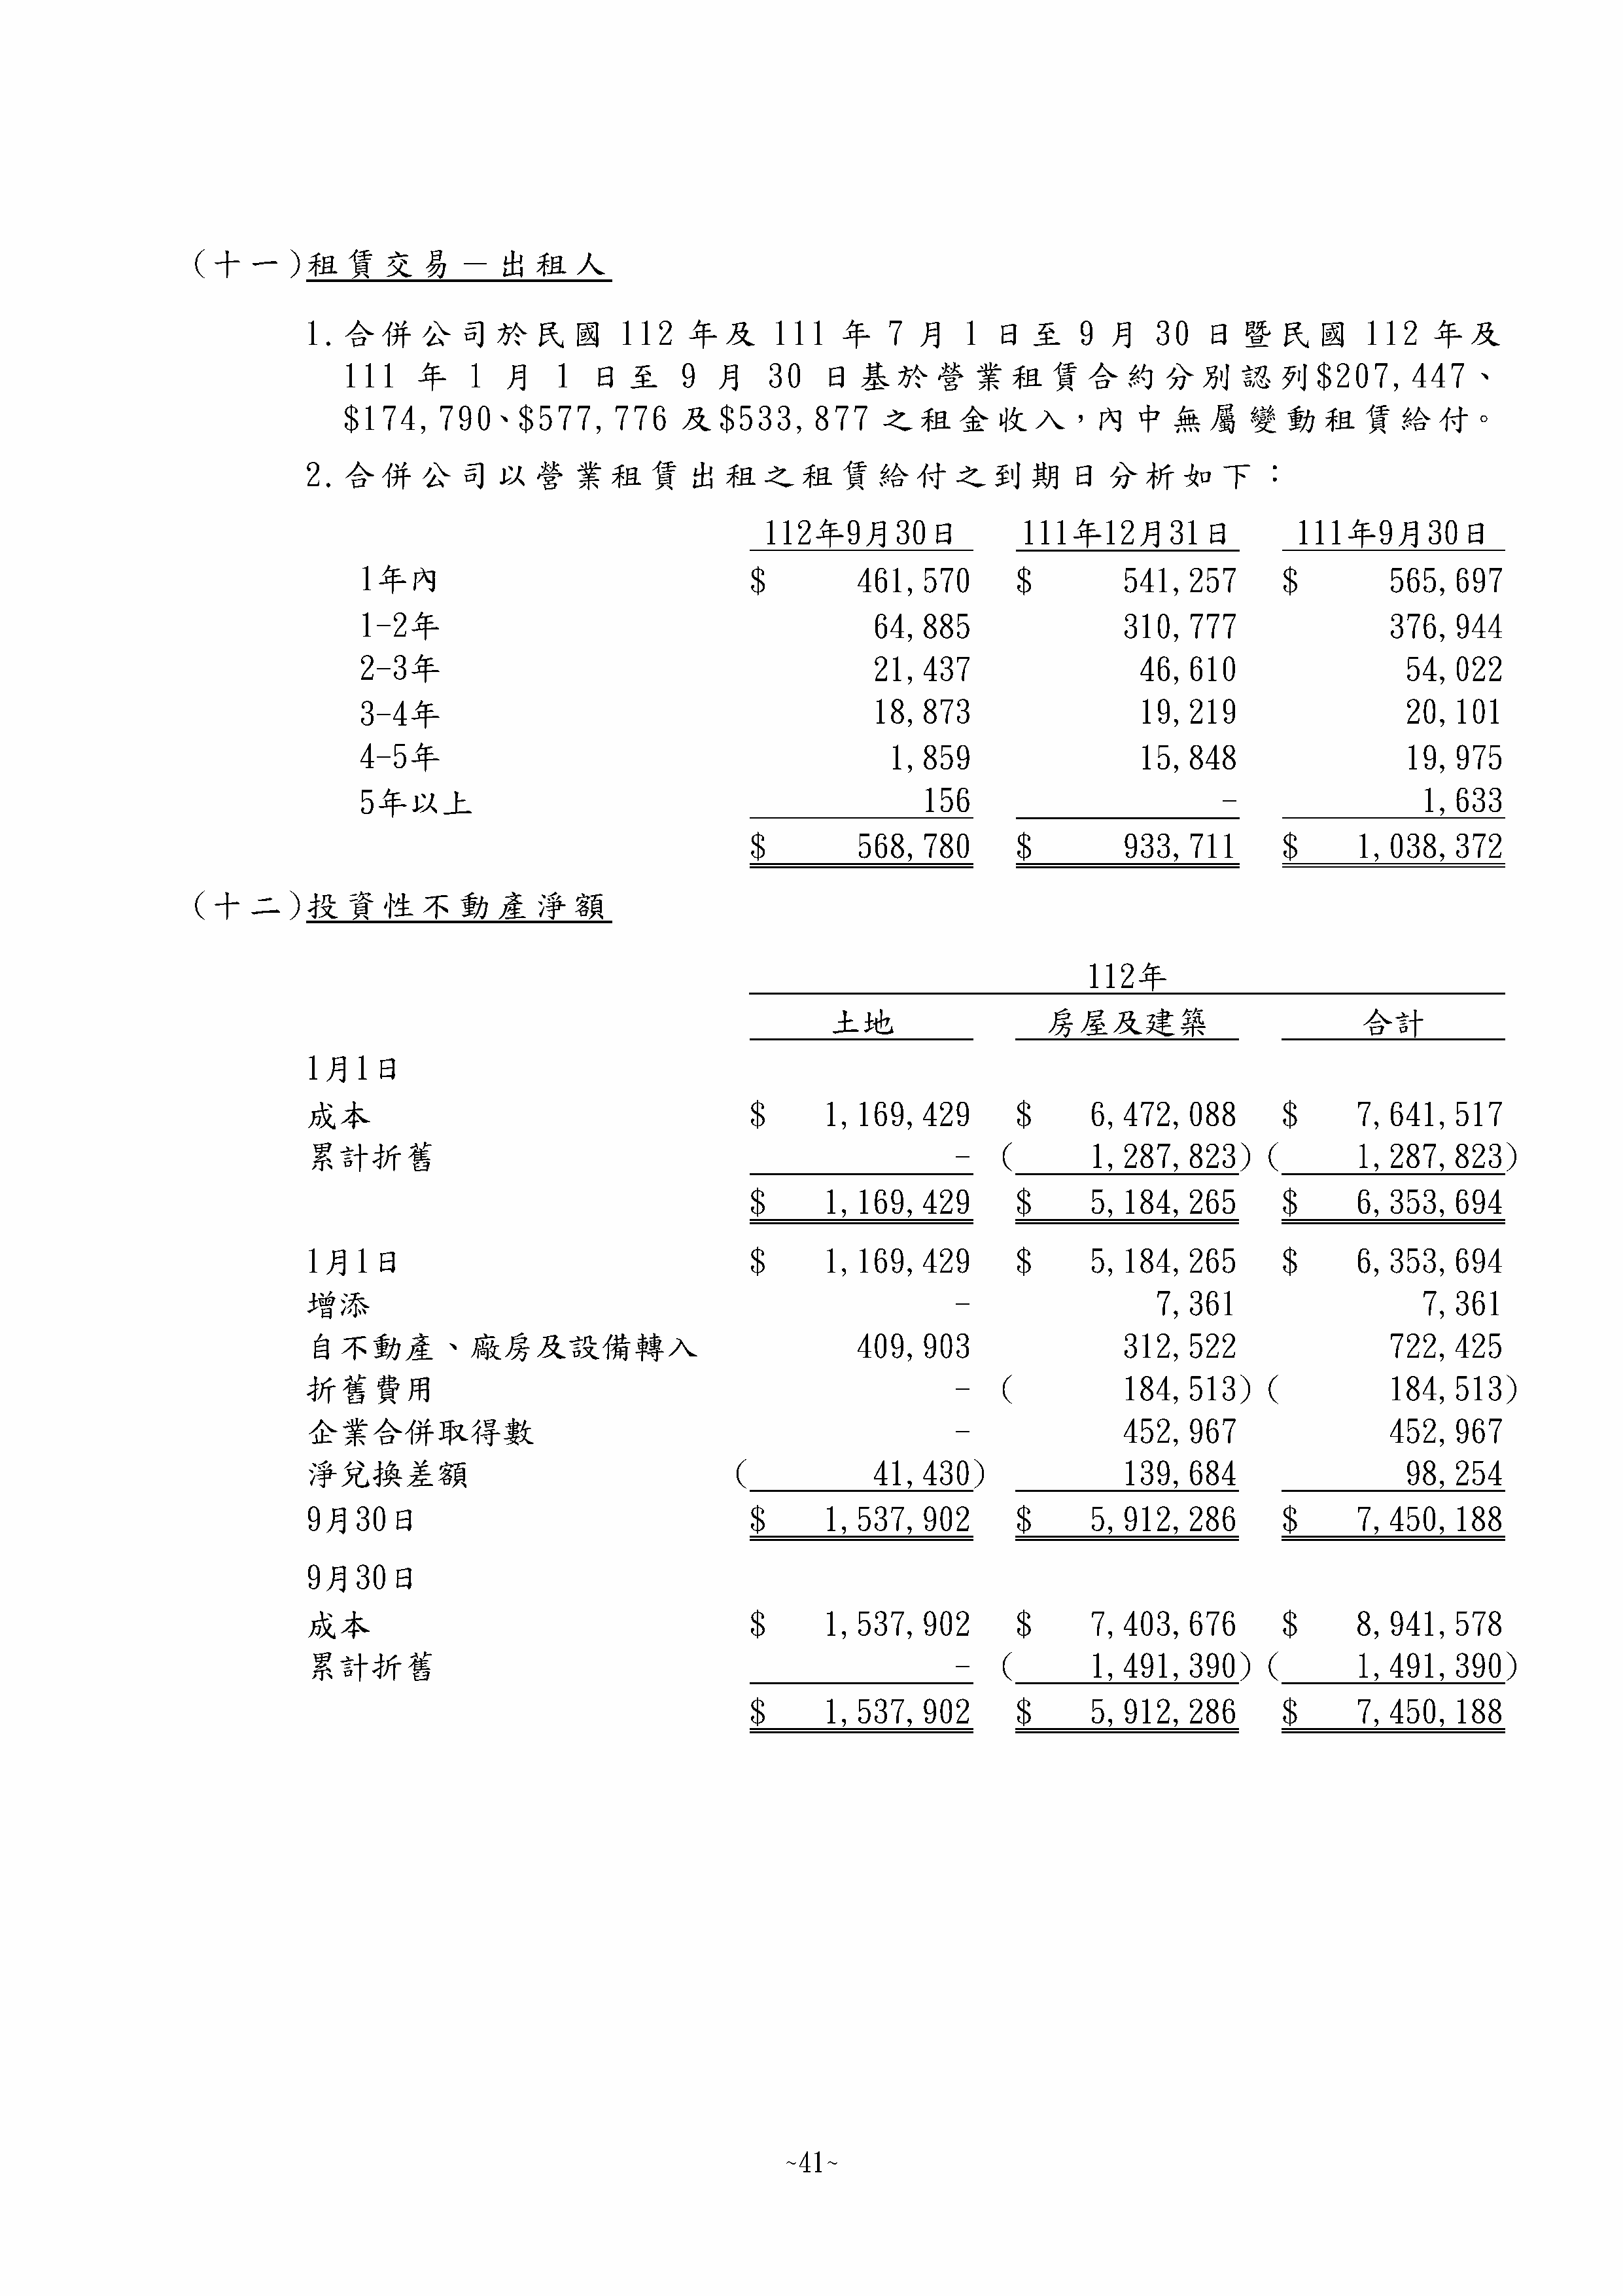 (十一)租賃交易－出租人
1.合併公司於民國 112 年及 111 年 7 月 1 日至 9 月 30 日暨民國 112 年及
111 年 1 月 1 日至 9 月 30 日基於營業租賃合約分別認列$207,447、
$174,790、$577,776 及$533,877 之租金收入，內中無屬變動租賃給付。
2.合併公司以營業租賃出租之租賃給付之到期日分析如下：
112年9月30日 111年12月31日 111年9月30日
1年內 $ 461,570 $ 541,257 $ 565,697
1-2年 64,885 310,777 376,944
2-3年 21,437 46,610 54,022
3-4年 18,873 19,219 20,101
4-5年 1,859 15,848 19,975
5年以上 156 - 1,633
$ 568,780 $ 933,711 $ 1,038,372
(十二)投資性不動產淨額
112年
土地 房屋及建築 合計
1月1日
成本 $ 1,169,429 $ 6,472,088 $ 7,641,517
累計折舊 - ( 1,287,823) ( 1,287,823)
$ 1,169,429 $ 5,184,265 $ 6,353,694
1月1日 $ 1,169,429 $ 5,184,265 $ 6,353,694
增添 - 7,361 7,361
自不動產、廠房及設備轉入 409,903 312,522 722,425
折舊費用 - ( 184,513) ( 184,513)
企業合併取得數 - 452,967 452,967
淨兌換差額 ( 41,430) 139,684 98,254
9月30日 $ 1,537,902 $ 5,912,286 $ 7,450,188
9月30日
成本 $ 1,537,902 $ 7,403,676 $ 8,941,578
累計折舊 - ( 1,491,390) ( 1,491,390)
$ 1,537,902 $ 5,912,286 $ 7,450,188
~41~